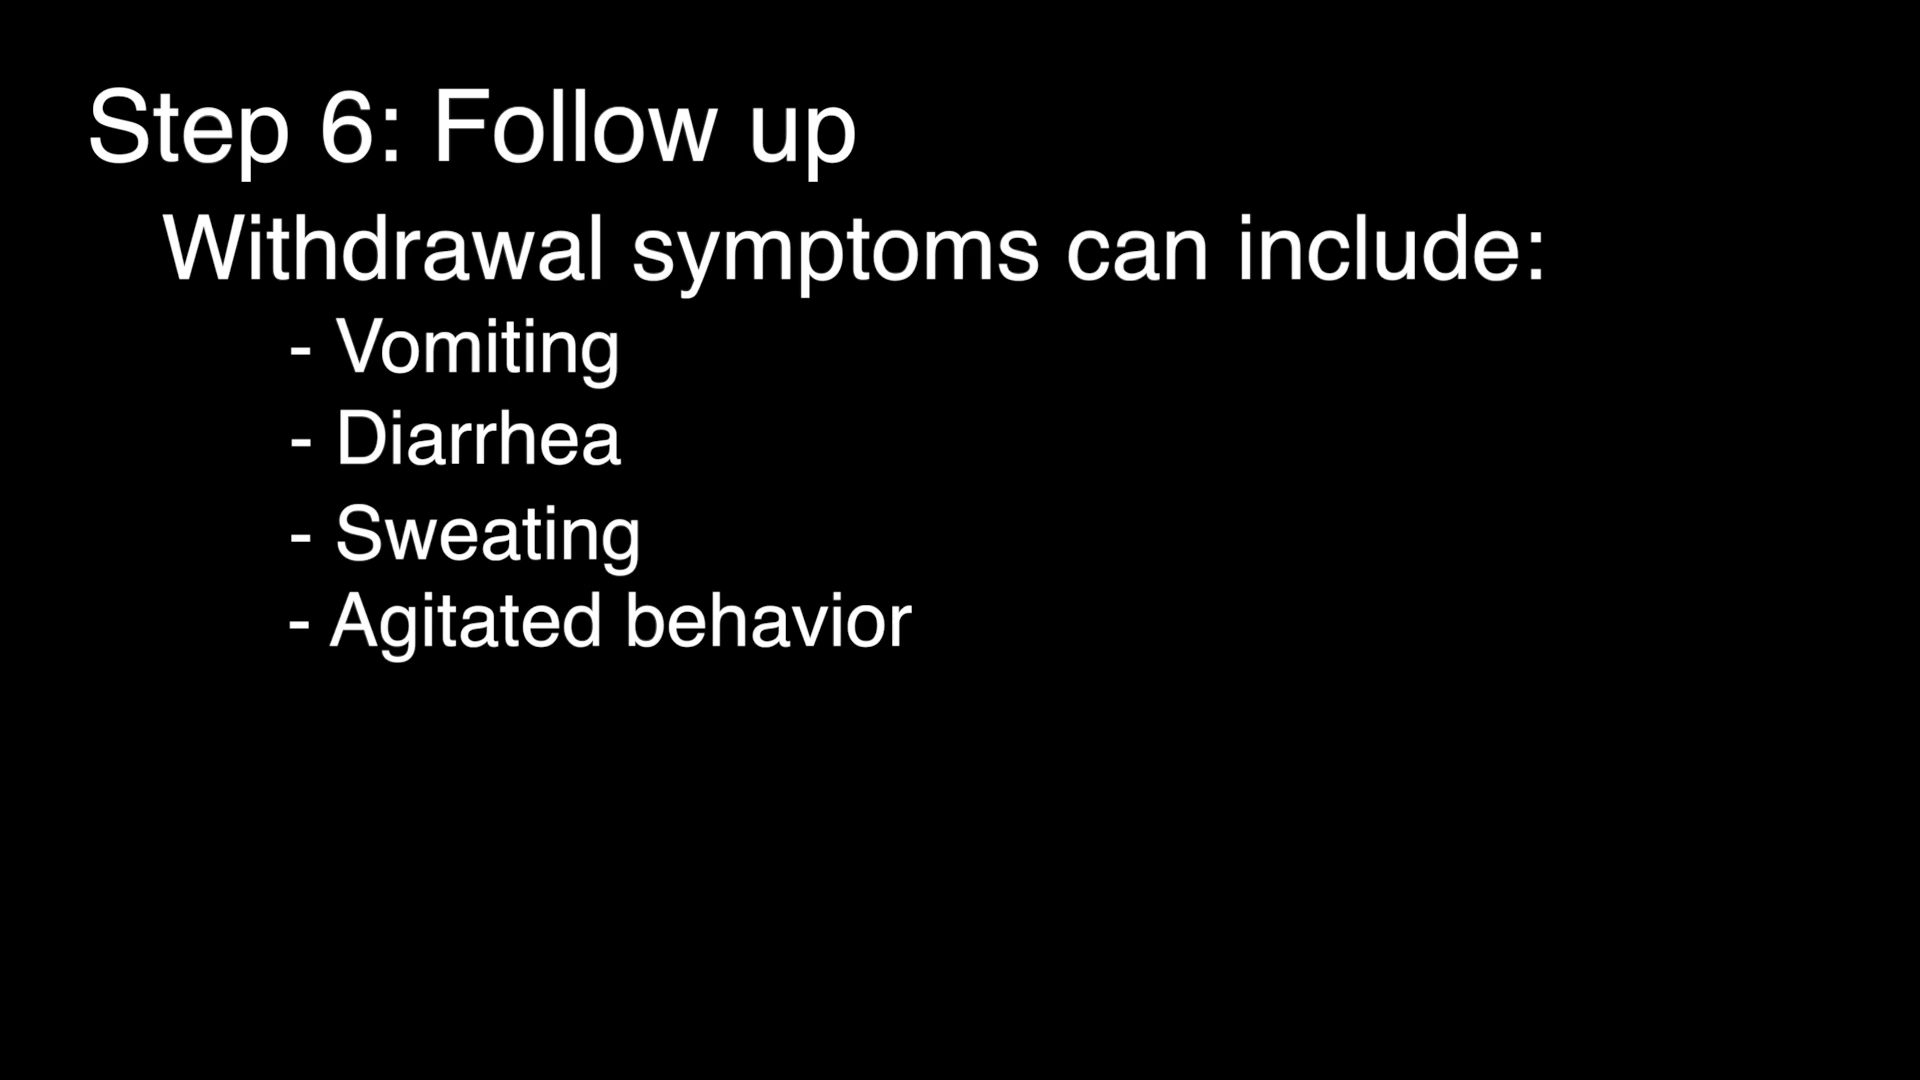 Step 6: Follow up
Withdrawal symptoms can include:
- Vomiting
- Diarrhea
- Sweating
- Agitated behavior